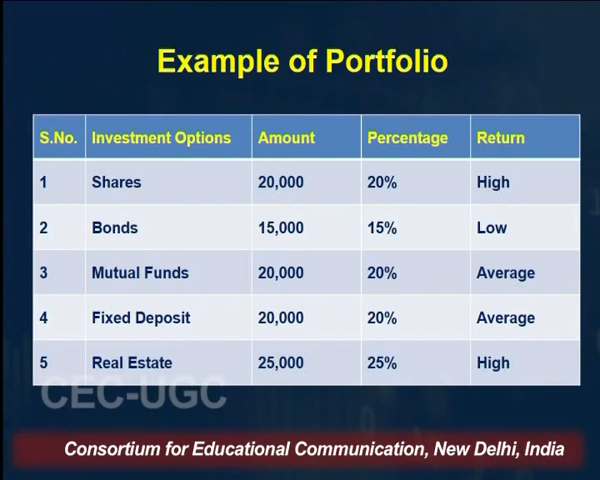 Example of Portfolio
S.No. Investment Options Amount Percentage Return
1 Shares 20,000 20% High
2 Bonds 15,000 15% Low
3 Mutual Funds 20,000 20% Average
4 Fixed Deposit 20,000 20% Average
5 Real Estate 25,000 25% High
CEC-UGC
Consortium for Educational Communication, New Delhi, India